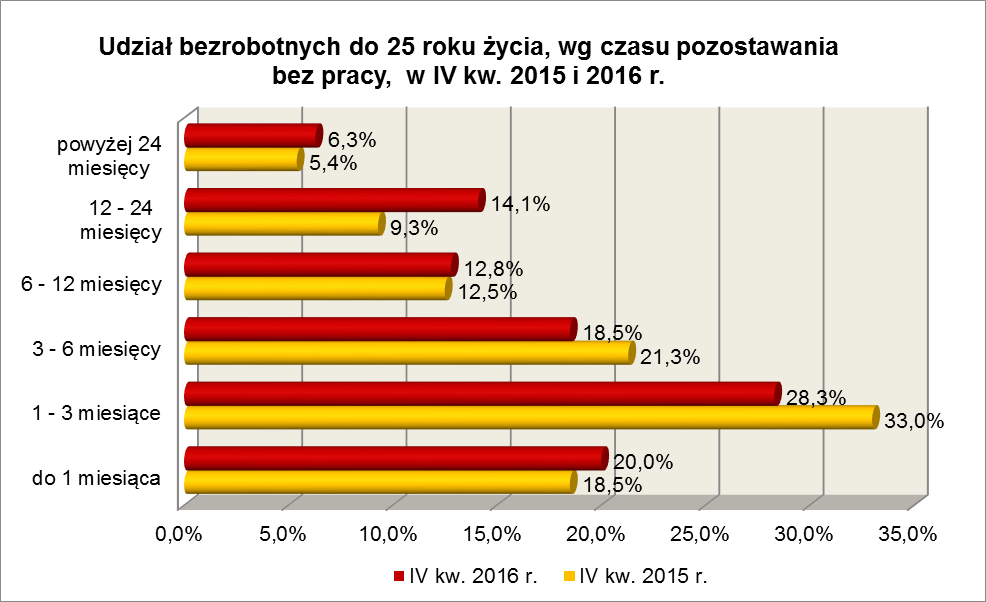 Udział bezrobotnych do 25 roku życia, wg czasu pozostawania
bez pracy,  w IV kw. 2015 i 2016 r.
powyżej 24
miesięcy
6,3%
5,4%
12 - 24
miesięcy
14,1%
9,3%
6 - 12 miesięcy
12,8%
12,5%
3 - 6 miesięcy
18,5%
21,3%
1 - 3 miesiące
28,3%
33,0%
do 1 miesiąca
20,0%
18,5%
0,0% 5,0% 10,0% 15,0% 20,0% 25,0% 30,0% 35,0%
IV kw. 2016 r. IV kw. 2015 r.